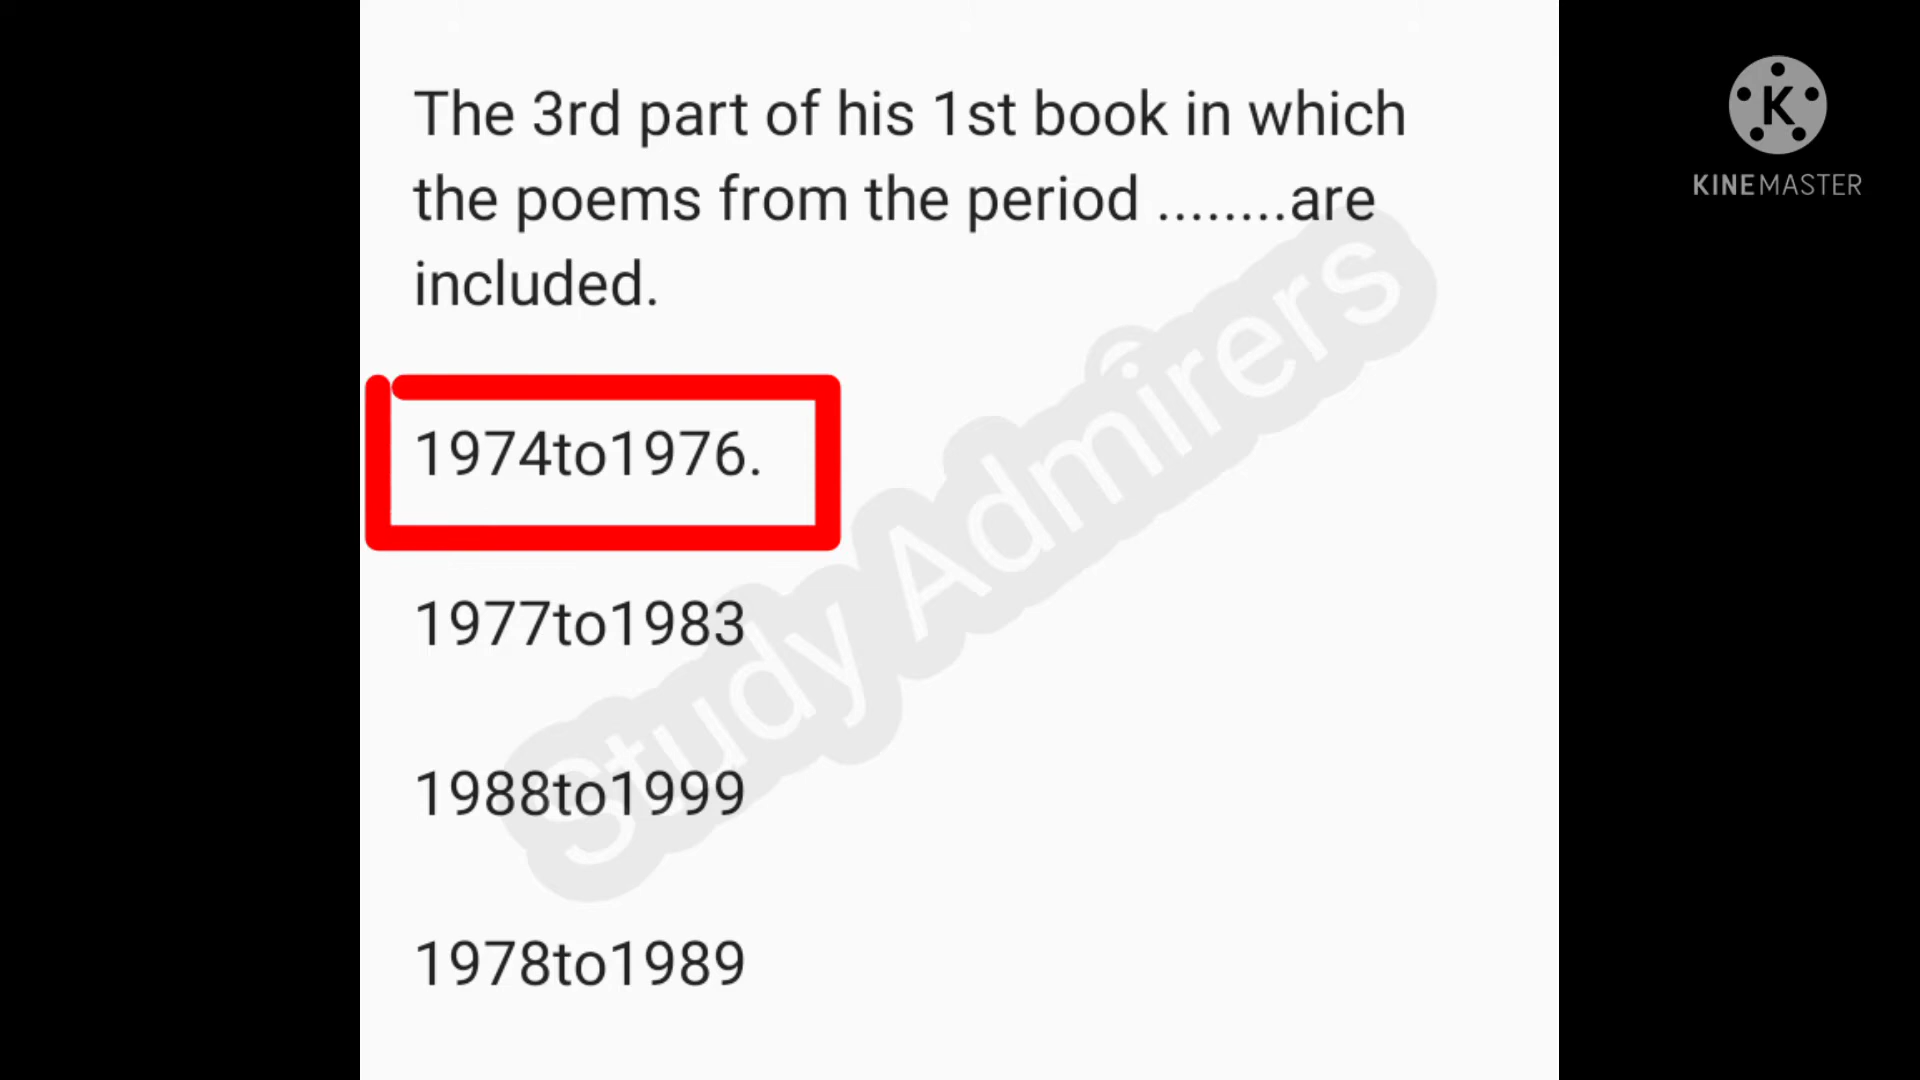 The 3rd part of his 1st book in which
the poems from the period ........are
included.
1974to1976.
1977to1983
1988to1999
1978to1989
Study Admirers
K
KINEMASTER